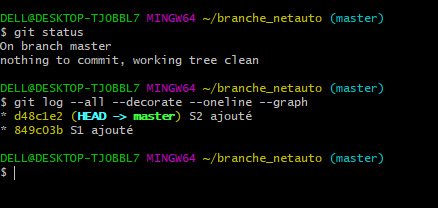 DELL@DESKTOP-TJOBBL7 MINGW64 ~/branche_netauto (master)
$ git status
On branch master
nothing to commit, working tree clean
DELL@DESKTOP-TJOBBL7 MINGW64 ~/branche_netauto (master)
$ git log --all --decorate --oneline --graph
* d48c1e2 (HEAD -> master) S2 ajouté
* 849c03b S1 ajouté
DELL@DESKTOP-TJOBBL7 MINGW64 ~/branche_netauto (master)
$